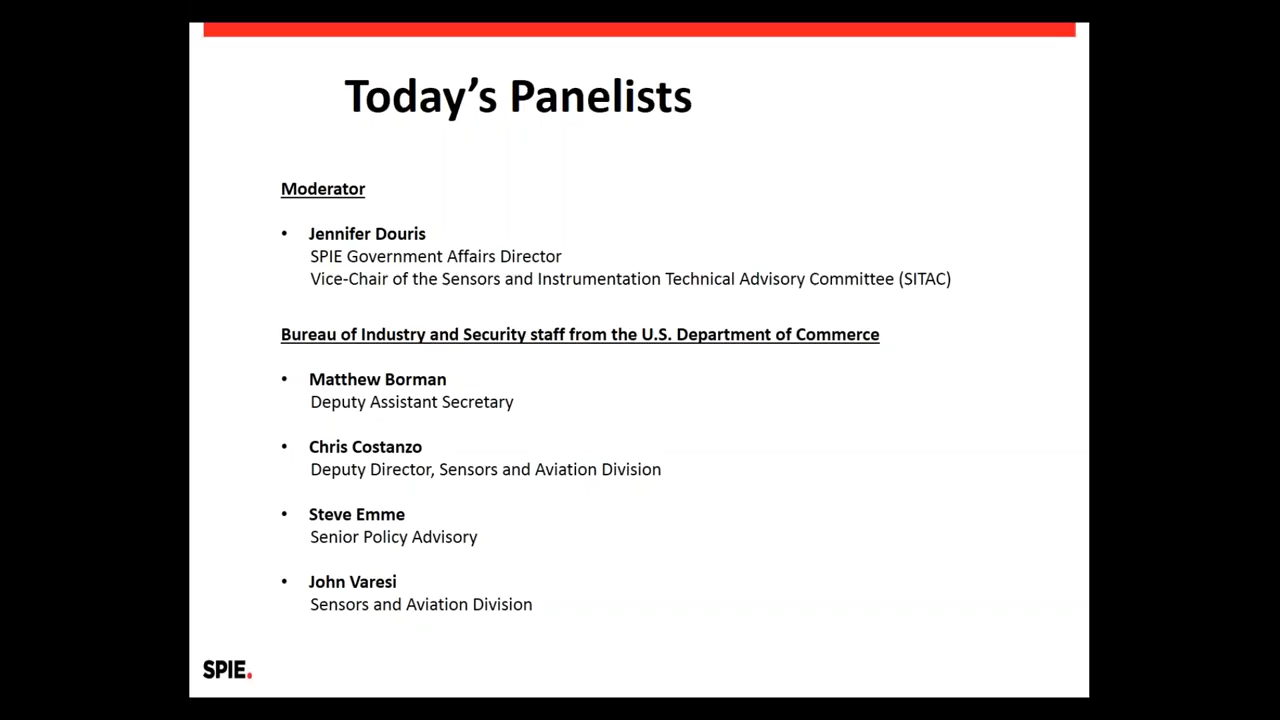 Today’s Panelists
Moderator
• Jennifer Douris
SPIE Government Affairs Director
Vice-Chair of the Sensors and Instrumentation Technical Advisory Committee (SITAC)
Bureau of Industry and Security staff from the U.S. Department of Commerce
• Matthew Borman
Deputy Assistant Secretary
• Chris Costanzo
Deputy Director, Sensors and Aviation Division
• Steve Emme
Senior Policy Advisory
• John Varesi
Sensors and Aviation Division
SPIE.